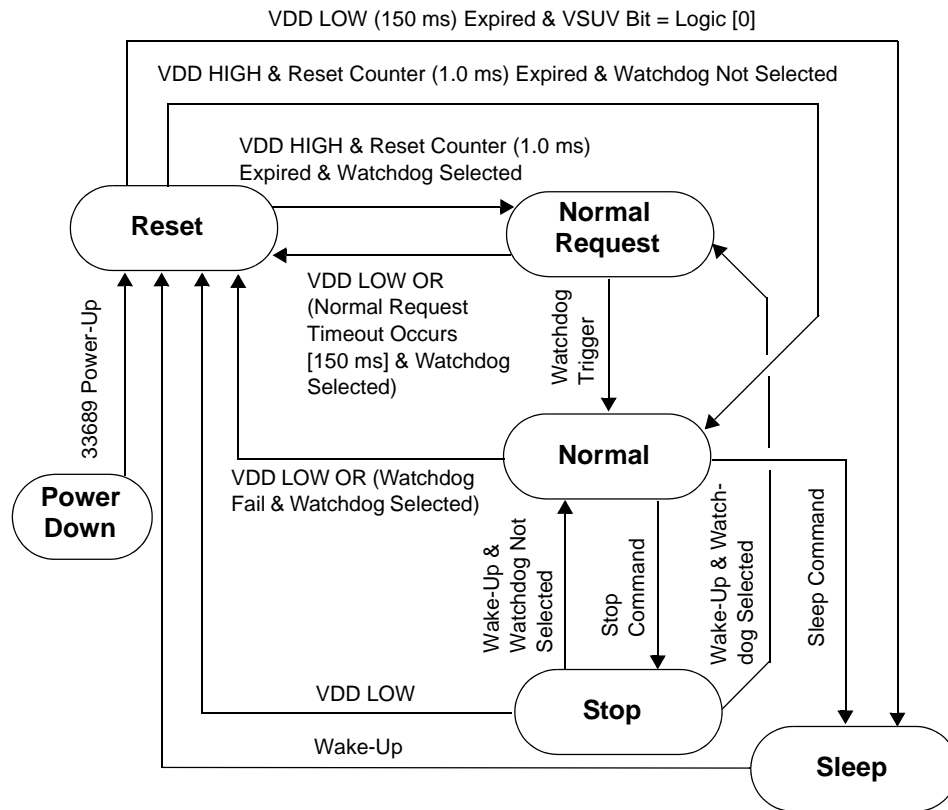 VDD LOW (150 ms) Expired & VSUV Bit = Logic [0]
VDD HIGH & Reset Counter (1.0 ms) Expired & Watchdog Not Selected
VDD HIGH & Reset Counter (1.0 ms)
Expired & Watchdog Selected
Reset
Normal
Request
VDD LOW OR
(Normal Request
Timeout Occurs
[150 ms] & Watchdog
Selected)
Watchdog
Trigger
33689 Power-Up
Normal
VDD LOW OR (Watchdog
Fail & Watchdog Selected)
Power
Down
Wake-Up &
Watchdog Not
Selected
Stop
Command
Wake-Up & Watch-
dog Selected
Sleep Command
VDD LOW
Stop
Wake-Up
Sleep